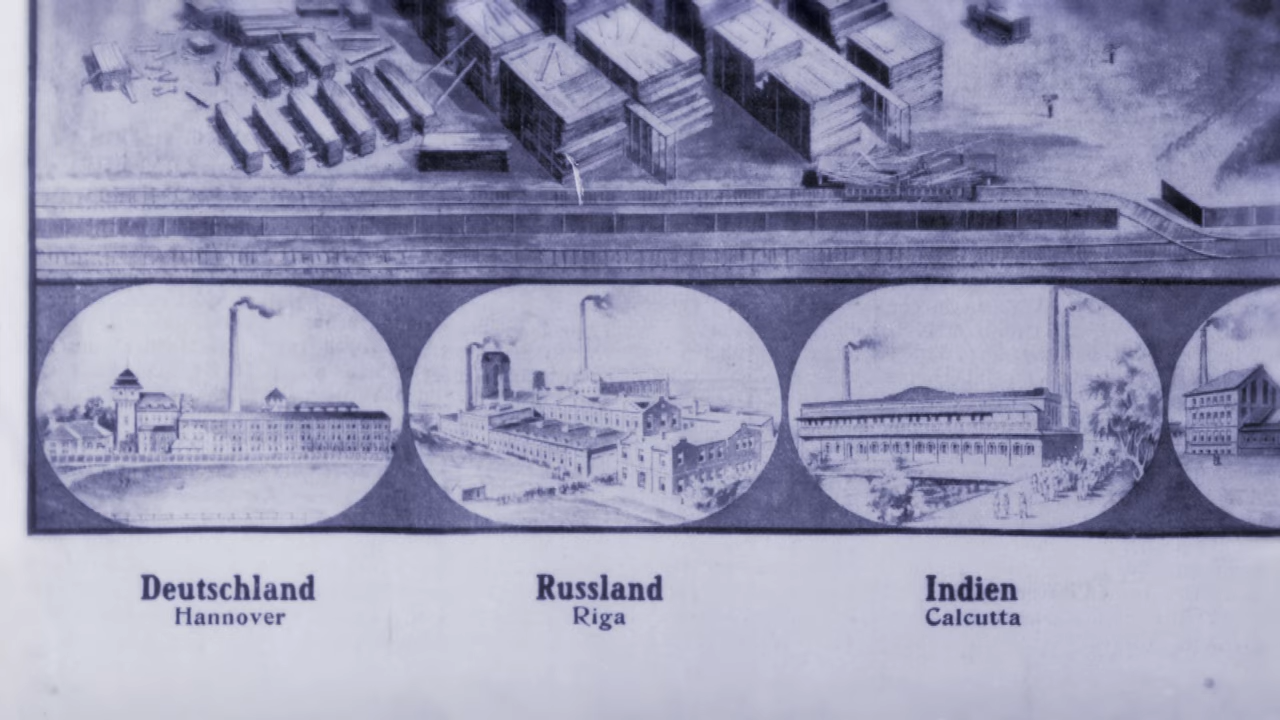 Deutschland
Hannover
Russland
Riga
Indien
Calcutta